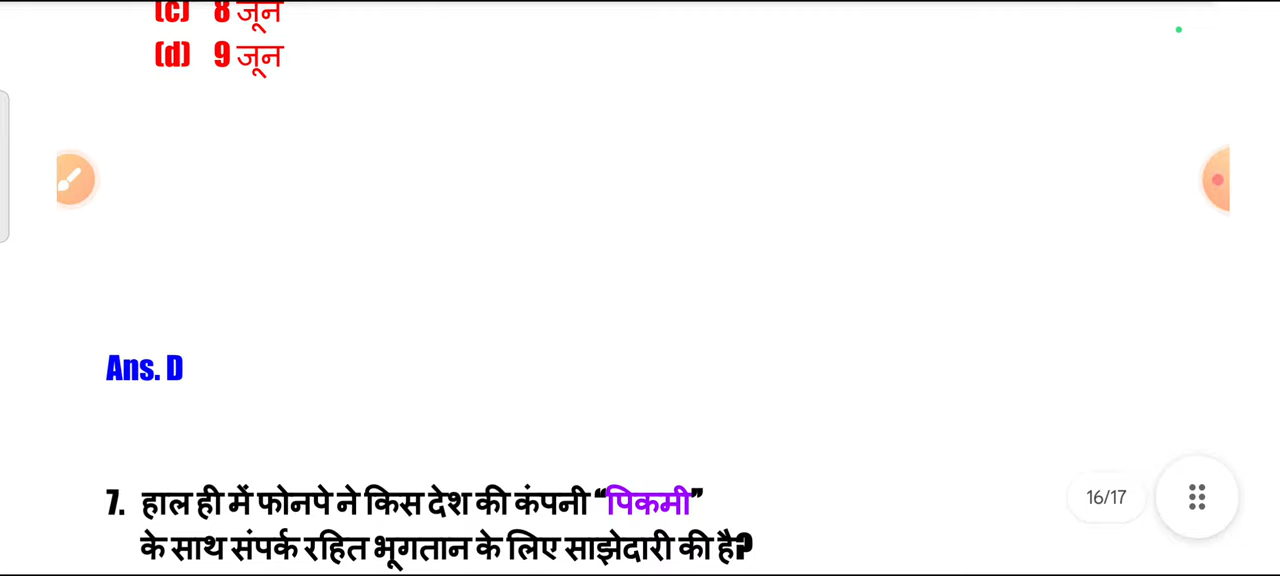 (c) 8 जून
(d) 9 जून
Ans. D
7. हाल ही में फोनपे ने किस देश की कंपनी “पिकमी”
के साथ संपर्क रहित भूगतान के लिए साझेदारी की है?
16/17